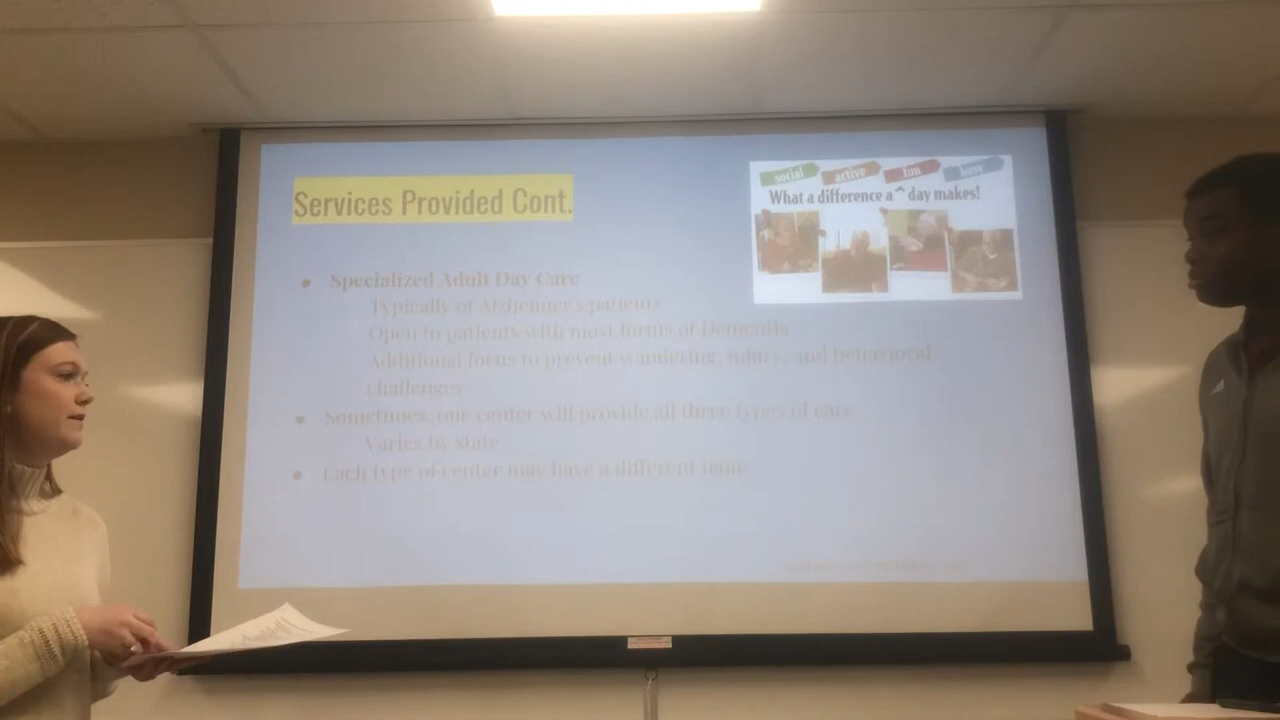 Services Provided Cont.
social active fun busy
What a difference a ^ day makes!
Specialized Adult Day Care
Typically of Alzheimer's patients
Open to patients with most forms of Dementia
Additional focus to prevent wandering, injury, and behavioral
challenges
Sometimes, one center will provide all three types of care
Varies by state
Each type of center may have a different name